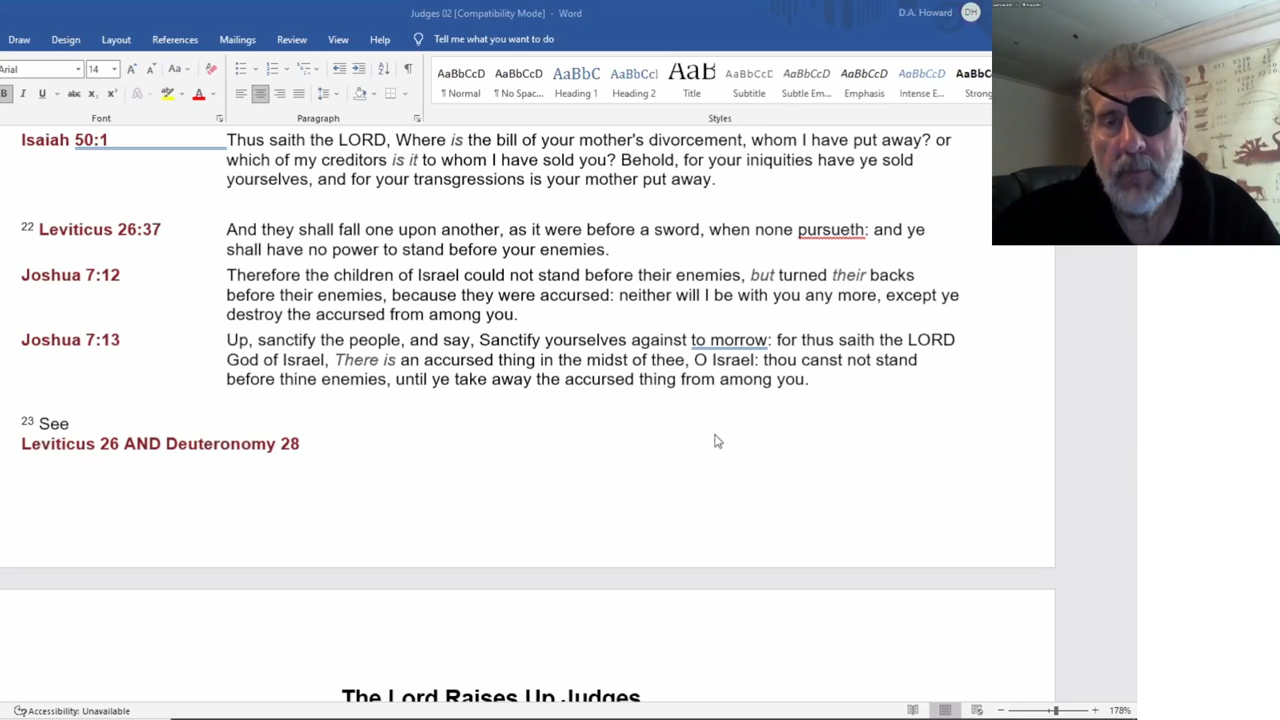 Judges 02 [Compatibility Mode] - Word
D.A. Howard DH
Draw Design Layout References Mailings Review View Help Tell me what you want to do
Arial 14 A A Aa
B I U abc x₂ x² A A
Font Paragraph Styles
AaBbCcD AaBbCcD AaBbC AaBbCcl AaB AaBbCcD AaBbCcD AaBbCcD AaBbCcD AaBbCc
¶ Normal ¶ No Spac... Heading 1 Heading 2 Title Subtitle Subtle Em... Emphasis Intense E... Strong
Isaiah 50:1 Thus saith the LORD, Where is the bill of your mother's divorcement, whom I have put away? or
which of my creditors is it to whom I have sold you? Behold, for your iniquities have ye sold
yourselves, and for your transgressions is your mother put away.
22 Leviticus 26:37 And they shall fall one upon another, as it were before a sword, when none pursueth: and ye
shall have no power to stand before your enemies.
Joshua 7:12 Therefore the children of Israel could not stand before their enemies, but turned their backs
before their enemies, because they were accursed: neither will I be with you any more, except ye
destroy the accursed from among you.
Joshua 7:13 Up, sanctify the people, and say, Sanctify yourselves against to morrow: for thus saith the LORD
God of Israel, There is an accursed thing in the midst of thee, O Israel: thou canst not stand
before thine enemies, until ye take away the accursed thing from among you.
23 See
Leviticus 26 AND Deuteronomy 28
The Lord Raises Up Judges
Accessibility: Unavailable
178%